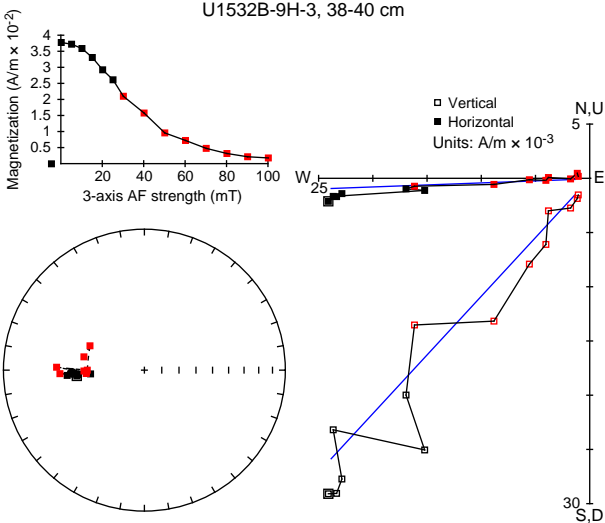 U1532B-9H-3, 38-40 cm
Magnetization (A/m × 10-2)
4
3.5
3
2.5
2
1.5
1
0.5
20 40 60 80 100
3-axis AF strength (mT)
Vertical
Horizontal
Units: A/m × 10-3
N,U
5
W
25
E
30
S,D